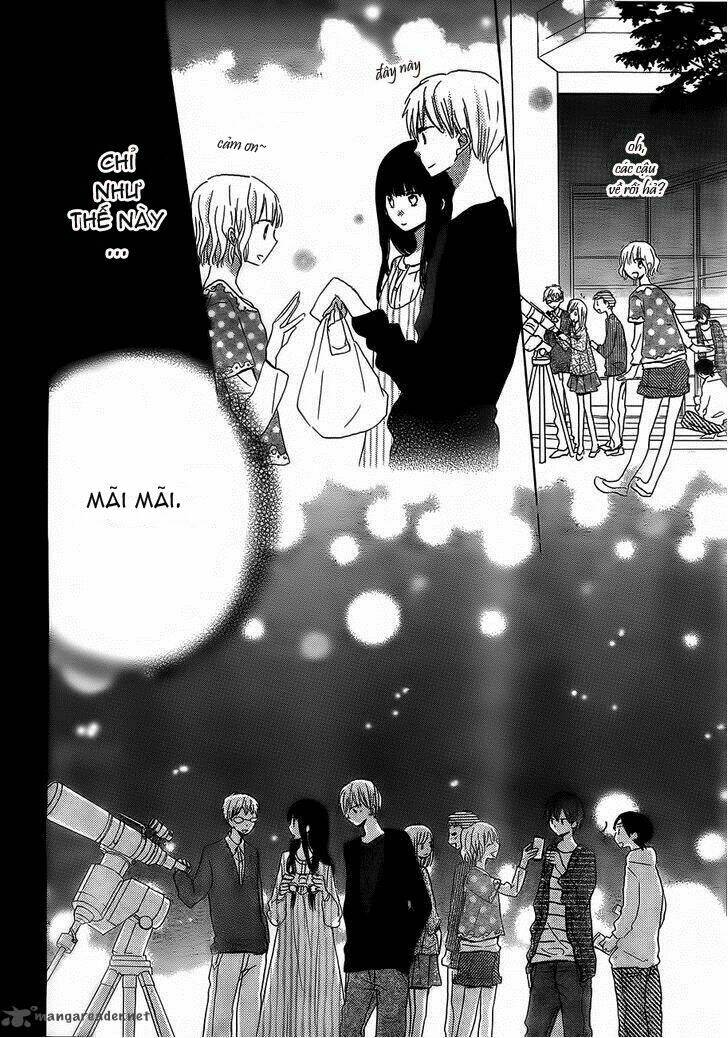 oh,
các cậu
về rồi hả?
đây này
cảm ơn~
CHỈ
NHƯ
THẾ NÀY
...
MÃI MÃI.
mangareader.net